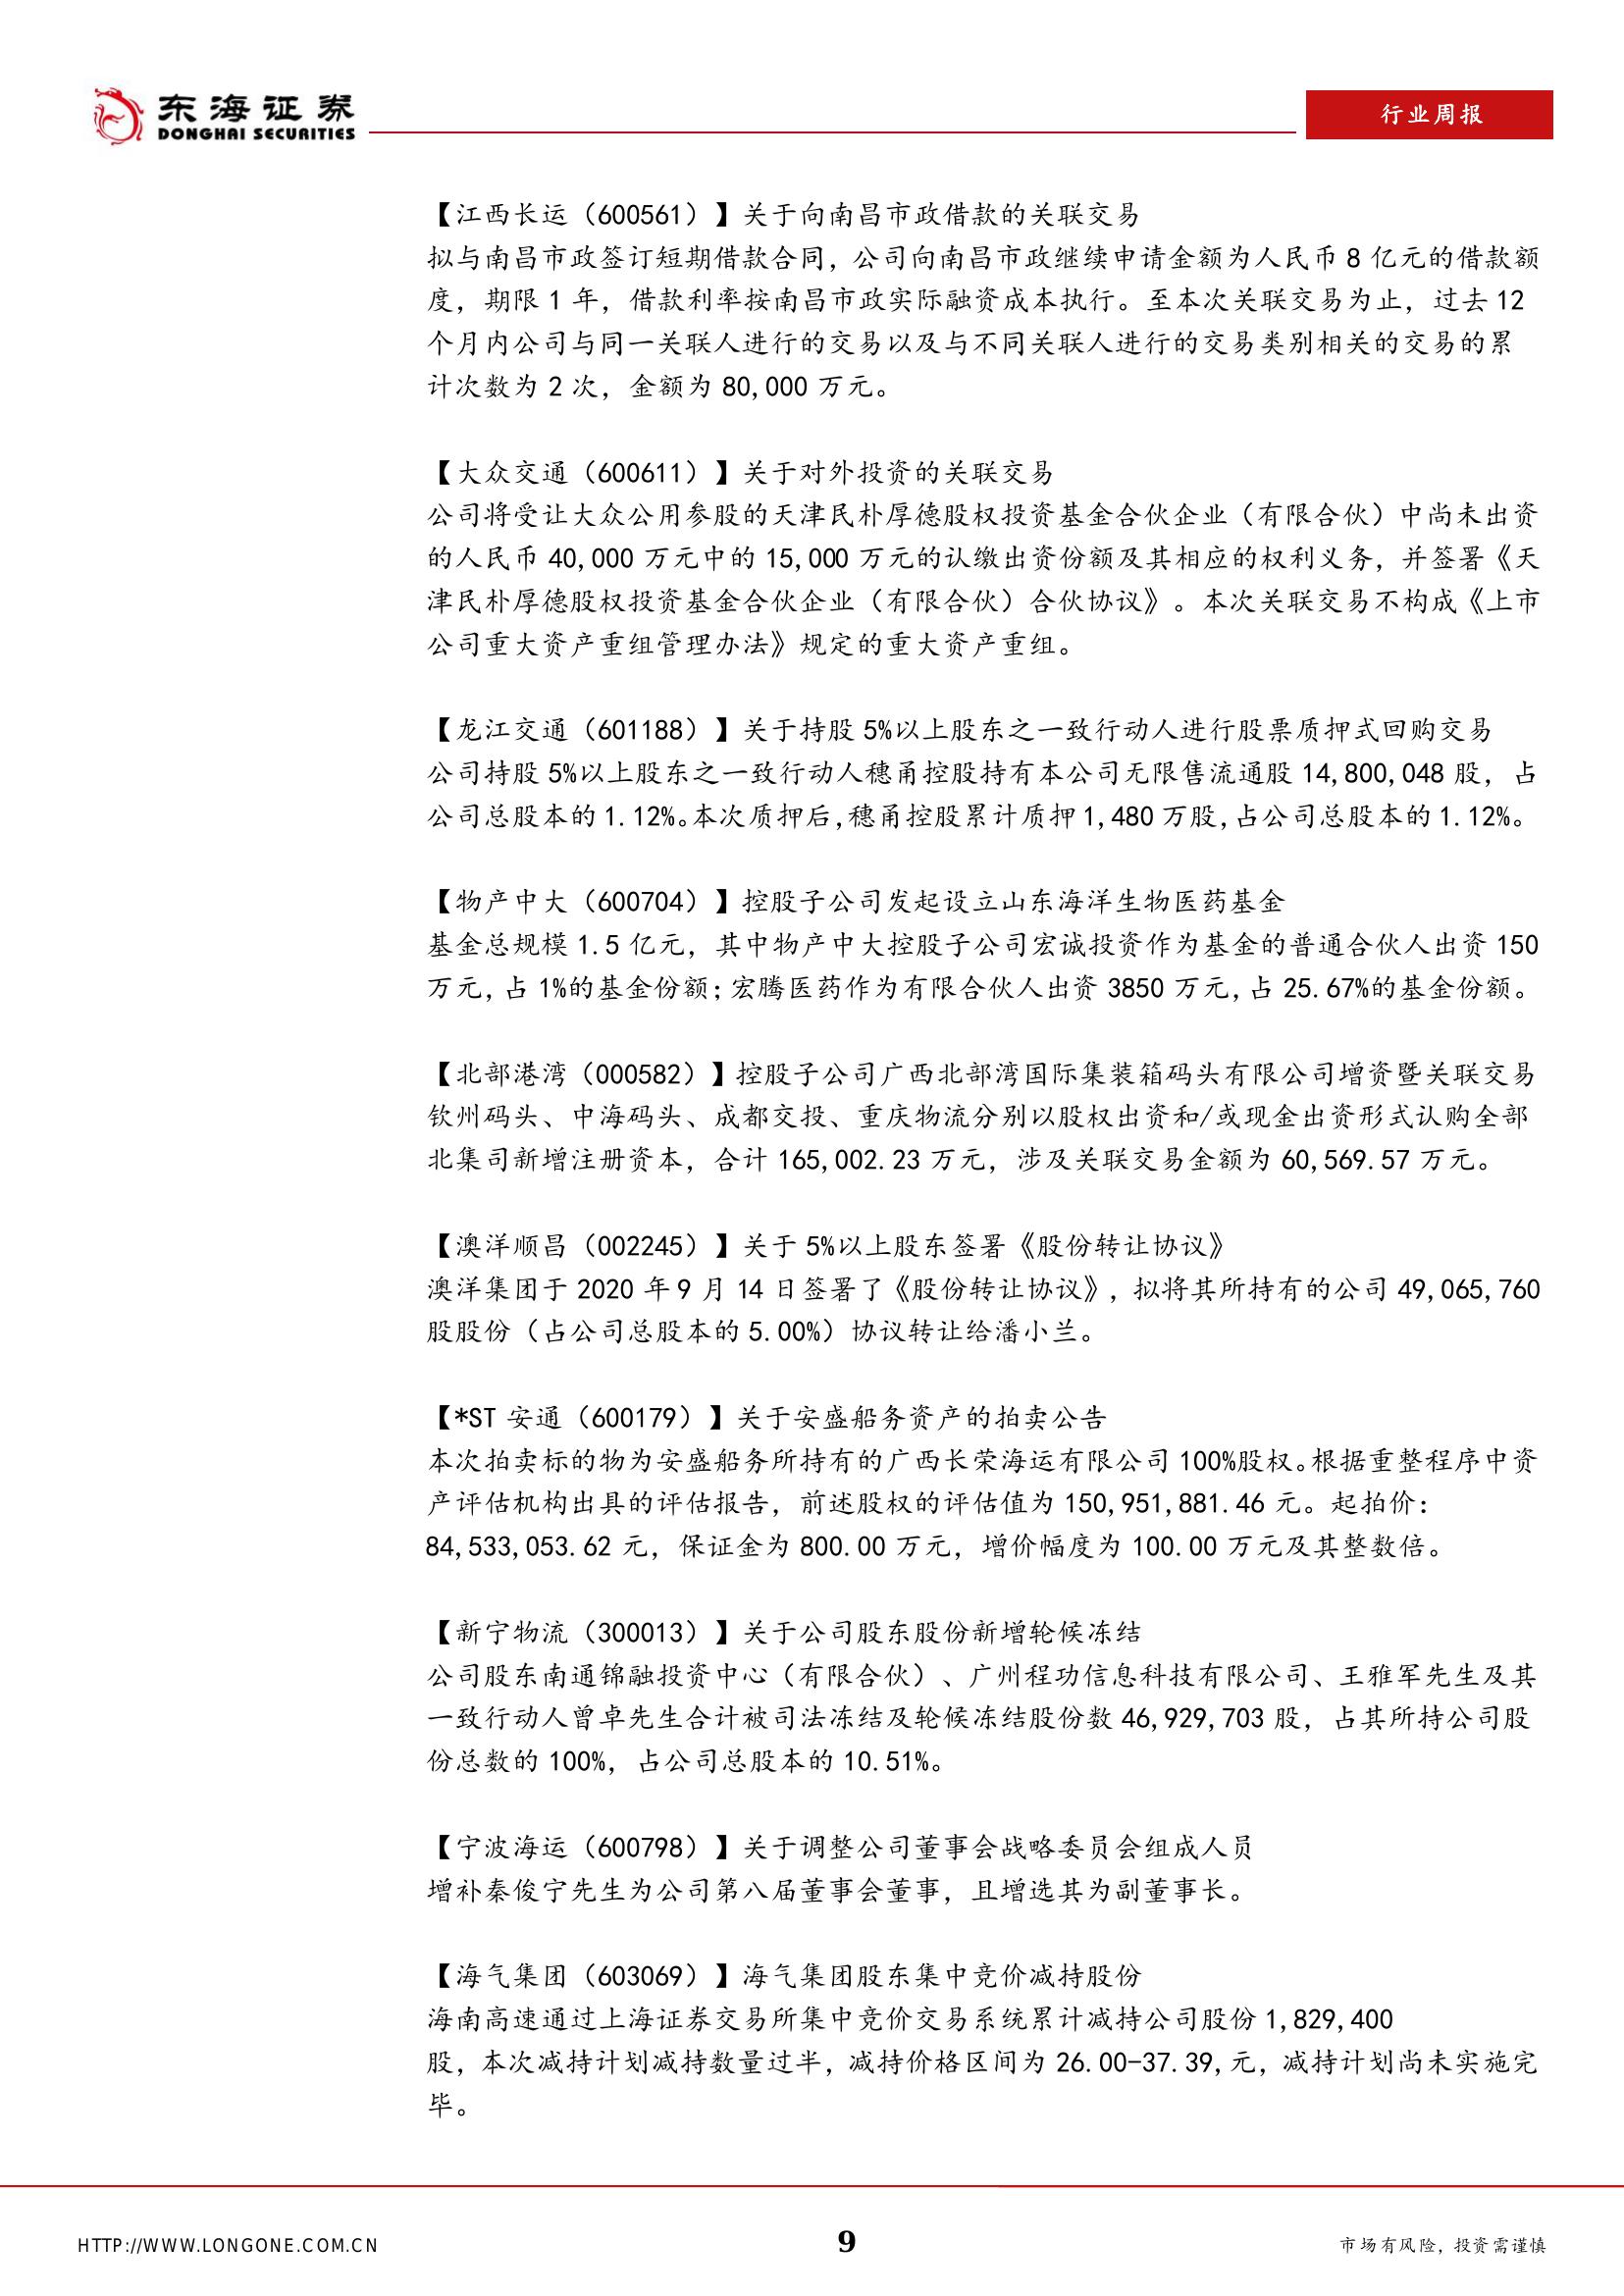 东海证券
DONGHAI SECURITIES
行业周报
【江西长运（600561）】关于向南昌市政借款的关联交易
拟与南昌市政签订短期借款合同，公司向南昌市政继续申请金额为人民币 8 亿元的借款额
度，期限 1 年，借款利率按南昌市政实际融资成本执行。至本次关联交易为止，过去 12
个月内公司与同一关联人进行的交易以及与不同关联人进行的交易类别相关的交易的累
计次数为 2 次，金额为 80,000 万元。
【大众交通（600611）】关于对外投资的关联交易
公司将受让大众公用参股的天津民朴厚德股权投资基金合伙企业（有限合伙）中尚未出资
的人民币 40,000 万元中的 15,000 万元的认缴出资份额及其相应的权利义务，并签署《天
津民朴厚德股权投资基金合伙企业（有限合伙）合伙协议》。本次关联交易不构成《上市
公司重大资产重组管理办法》规定的重大资产重组。
【龙江交通（601188）】关于持股 5%以上股东之一致行动人进行股票质押式回购交易
公司持股 5%以上股东之一致行动人穗甬控股持有本公司无限售流通股 14,800,048 股，占
公司总股本的 1.12%。本次质押后，穗甬控股累计质押 1,480 万股，占公司总股本的 1.12%。
【物产中大（600704）】控股子公司发起设立山东海洋生物医药基金
基金总规模 1.5 亿元，其中物产中大控股子公司宏诚投资作为基金的普通合伙人出资 150
万元，占 1%的基金份额；宏腾医药作为有限合伙人出资 3850 万元，占 25.67%的基金份额。
【北部港湾（000582）】控股子公司广西北部湾国际集装箱码头有限公司增资暨关联交易
钦州码头、中海码头、成都交投、重庆物流分别以股权出资和/或现金出资形式认购全部
北集司新增注册资本，合计 165,002.23 万元，涉及关联交易金额为 60,569.57 万元。
【澳洋顺昌（002245）】关于 5%以上股东签署《股份转让协议》
澳洋集团于 2020 年 9 月 14 日签署了《股份转让协议》，拟将其所持有的公司 49,065,760
股股份（占公司总股本的 5.00%）协议转让给潘小兰。
【*ST 安通（600179）】关于安盛船务资产的拍卖公告
本次拍卖标的物为安盛船务所持有的广西长荣海运有限公司 100%股权。根据重整程序中资
产评估机构出具的评估报告，前述股权的评估值为 150,951,881.46 元。起拍价：
84,533,053.62 元，保证金为 800.00 万元，增价幅度为 100.00 万元及其整数倍。
【新宁物流（300013）】关于公司股东股份新增轮候冻结
公司股东南通锦融投资中心（有限合伙）、广州程功信息科技有限公司、王雅军先生及其
一致行动人曾卓先生合计被司法冻结及轮候冻结股份数 46,929,703 股，占其所持公司股
份总数的 100%，占公司总股本的 10.51%。
【宁波海运（600798）】关于调整公司董事会战略委员会组成人员
增补秦俊宁先生为公司第八届董事会董事，且增选其为副董事长。
【海气集团（603069）】海气集团股东集中竞价减持股份
海南高速通过上海证券交易所集中竞价交易系统累计减持公司股份 1,829,400
股，本次减持计划减持数量过半，减持价格区间为 26.00-37.39,元，减持计划尚未实施完
毕。
HTTP://WWW.LONGONE.COM.CN
9
市场有风险，投资需谨慎